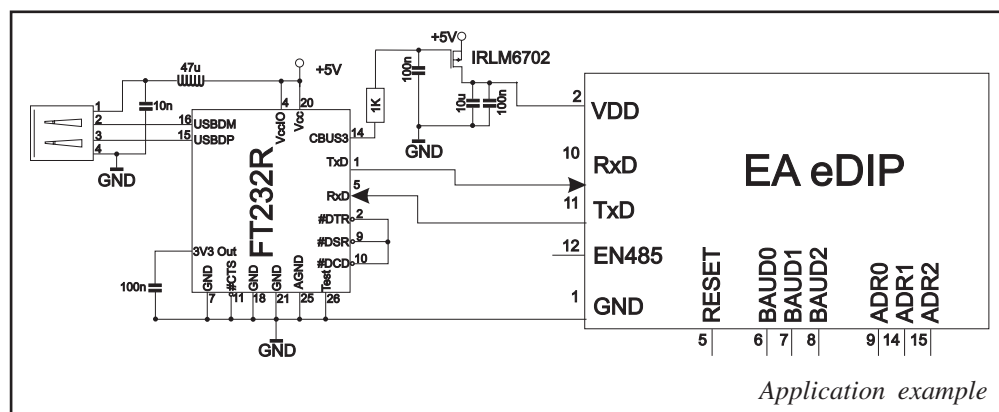 +5V
IRLM6702
100n
1K
10u
100n
GND
47u
+5V
10n
1
2
3
4
GND
16 USBDM
15 USBDP
4
VccIO
20
Vcc
CBUS3 14
TxD 1
RxD 5
#DTR 2
#DSR 9
#DCD 10
FT232R
3V3 Out
100n
GND
7
#CTS
11
GND
18
GND
21
AGND
25
Test
26
GND
EA eDIP
2 VDD
10 RxD
11 TxD
12 EN485
1 GND
RESET
5
BAUD0
6
BAUD1
7
BAUD2
8
ADR0
9
ADR1
14
ADR2
15
Application example